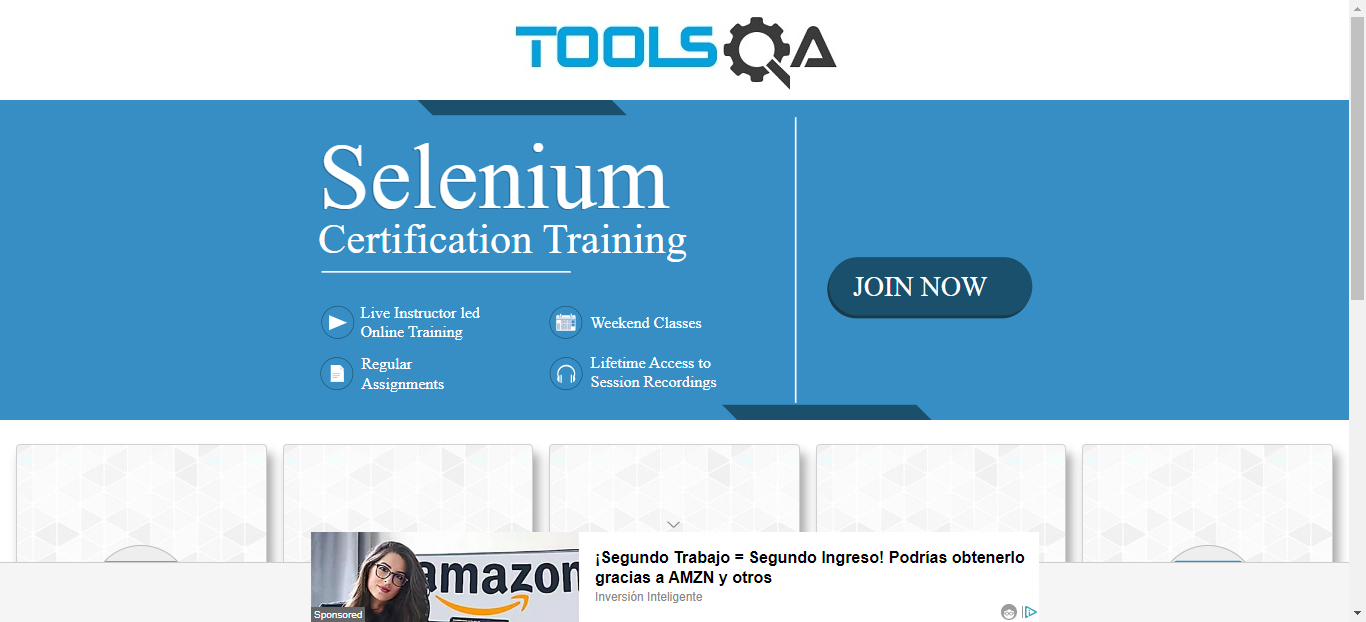 TOOLSQA
Selenium
Certification Training
JOIN NOW
Live Instructor led
Online Training
Weekend Classes
Regular
Assignments
Lifetime Access to
Session Recordings
amazon
Sponsored
¡Segundo Trabajo = Segundo Ingreso! Podrías obtenerlo
gracias a AMZN y otros
Inversión Inteligente